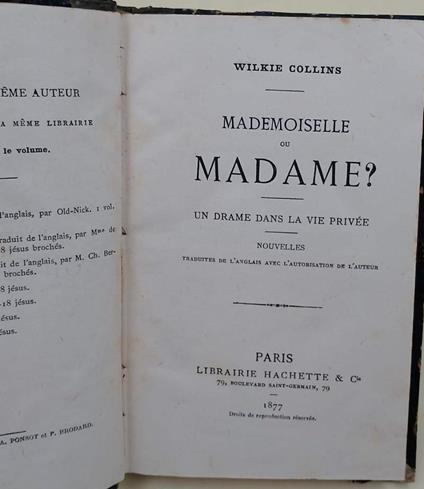 ÊME AUTEUR
A MÊME LIBRAIRIE
le volume.
l'anglais, par Old-Nick. 1 vol.
raduit de l'anglais, par Mme de
8 jésus brochés.
it de l'anglais, par M. Ch. Ber-
brochés.
8 jésus.
-18 jésus.
ésus.
ésus.
A. PONSOT et P. BRODARD.
WILKIE COLLINS
MADEMOISELLE
OU
MADAME?
UN DRAME DANS LA VIE PRIVÉE
NOUVELLES
TRADUITES DE L'ANGLAIS AVEC L'AUTORISATION DE L'AUTEUR
PARIS
LIBRAIRIE HACHETTE & Cie
79, BOULEVARD SAINT-GERMAIN, 79
1877
Droits de reproduction réservés.